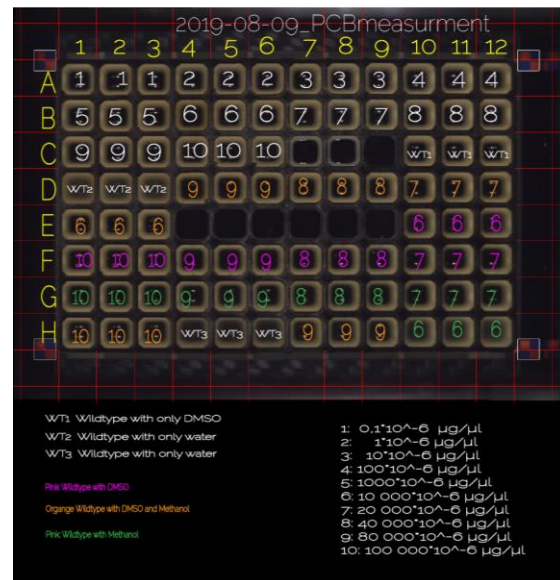 2019-08-09_PCBmeasurment
1 2 3 4 5 6 7 8 9 10 11 12
A 1 1 1 2 2 2 3 3 3 4 4 4
B 5 5 5 6 6 6 7 7 7 8 8 8
C 9 9 9 10 10 10 WT1 WT1 WT1
D WT2 WT2 WT3 9 9 9 8 8 8 7 7 7
E 6 6 6 6 6 6
F 10 10 10 9 9 9 8 8 8 7 7 7
G 10 10 10 9 9 9 8 8 8 7 7 7
H 10 10 10 WT3 WT3 WT3 9 9 9 6 6 6
WT1 Wildtype with only DMSO
WT2 Wildtype with only water
WT3 Wildtype with only water
Pink: Wildtype with DMSO
Organge Wildtype with DMSO and Methanol
Pink: Wildtype with Methanol
1: 0,1*10^-6 µg/µl
2: 1*10^-6 µg/µl
3: 10*10^-6 µg/µl
4: 100*10^-6 µg/µl
5: 1000*10^-6 µg/µl
6: 10 000*10^-6 µg/µl
7: 20 000*10^-6 µg/µl
8: 40 000*10^-6 µg/µl
9: 80 000*10^-6 µg/µl
10: 100 000*10^-6 µg/µl